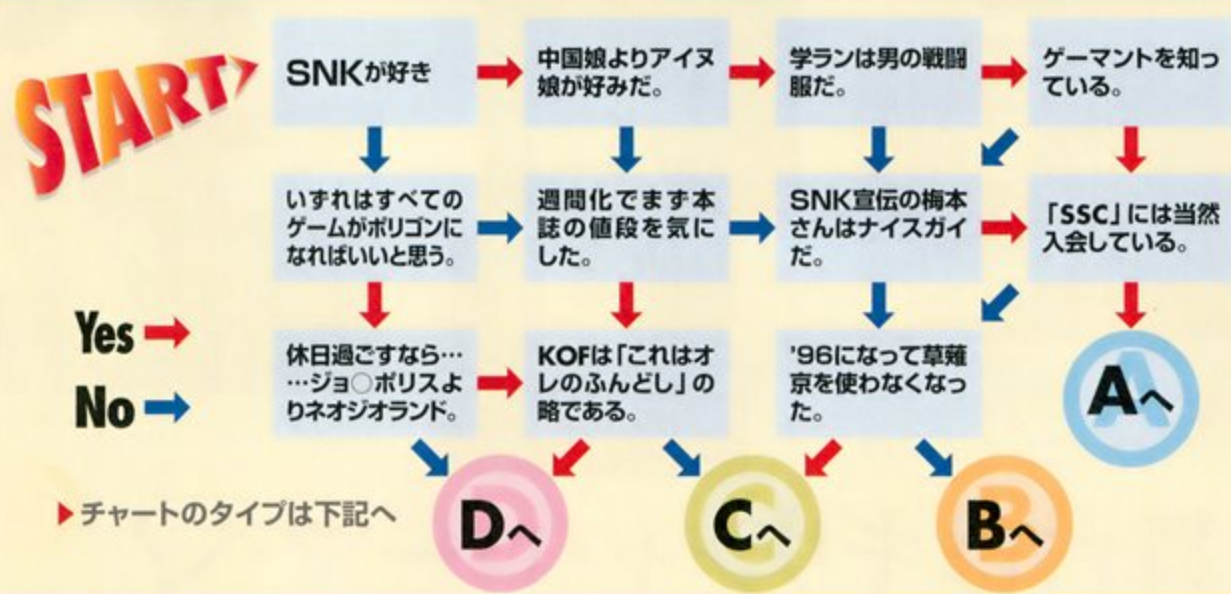 START
SNKが好き
中国娘よりアイヌ
娘が好みだ。
学ランは男の戦闘
服だ。
ゲーマントを知っ
ている。
いずれはすべての
ゲームがポリゴンに
なればいいと思う。
週間化でまず本
誌の値段を気に
した。
SNK宣伝の梅本
さんはナイスガイ
だ。
「SSC」には当然
入会している。
Yes
No
休日過ごすなら…
…ジョ○ポリスよ
りネオジオランド。
KOFは「これはオ
レのふんどし」の
略である。
'96になって草薙
京を使わなくなっ
た。
Aへ
▶チャートのタイプは下記へ
Dへ
Cへ
Bへ